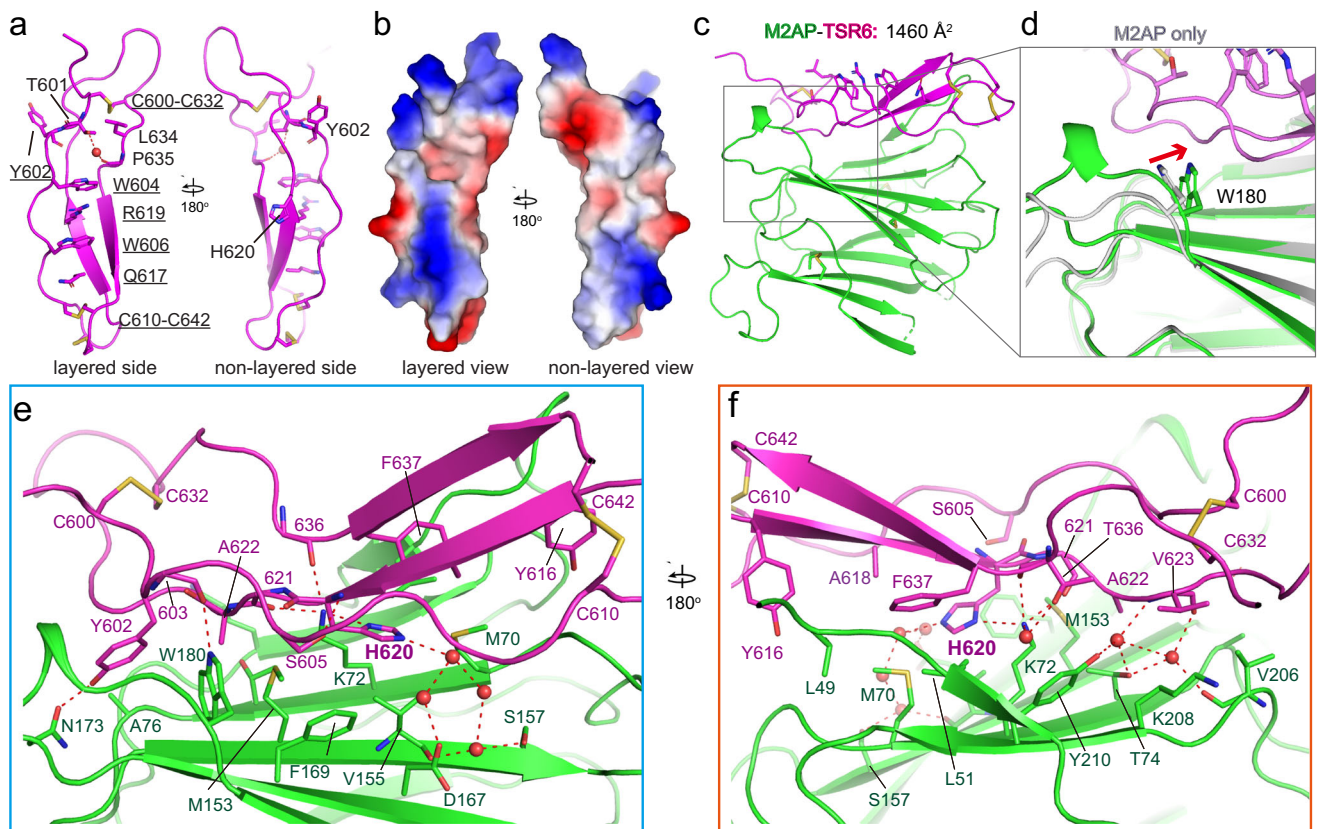 a
T601
C600-C632
L634
P635
Y602
W604
R619
W606
Q617
C610-C642
180°
Y602
H620
layered side
non-layered side
b
180°
layered view
non-layered view
c
M2AP-TSR6: 1460 Å²
d
M2AP only
W180
e
C632
C600
F637
C642
636
A622
621
Y616
603
C610
Y602
W180
M70
S605
H620
K72
N173
A76
S157
F169
V155
M153
D167
180°
f
C642
C610
S605
C600
621
T636
C632
A618
F637
A622
V623
M153
H620
Y616
K72
L49
M70
V206
K208
Y210
T74
L51
S157